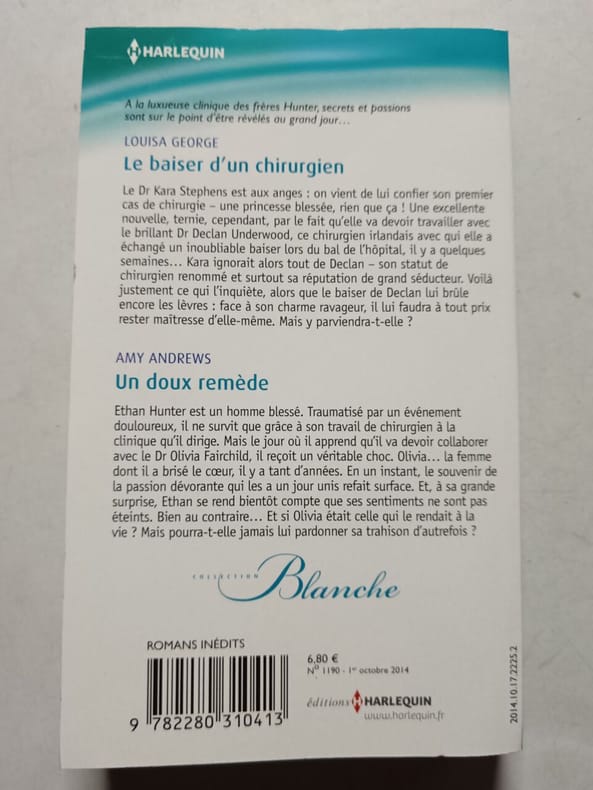 HARLEQUIN
A la luxueuse clinique des frères Hunter, secrets et passions
sont sur le point d'être révélés au grand jour...
LOUISA GEORGE
Le baiser d'un chirurgien
Le Dr Kara Stephens est aux anges : on vient de lui confier son premier
cas de chirurgie – une princesse blessée, rien que ça ! Une excellente
nouvelle, ternie, cependant, par le fait qu'elle va devoir travailler avec
le brillant Dr Declan Underwood, ce chirurgien irlandais avec qui elle a
échangé un inoubliable baiser lors du bal de l'hôpital, il y a quelques
semaines... Kara ignorait alors tout de Declan – son statut de
chirurgien renommé et surtout sa réputation de grand séducteur. Voilà
justement ce qui l'inquiète, alors que le baiser de Declan lui brûle
encore les lèvres : face à son charme ravageur, il lui faudra à tout prix
rester maîtresse d'elle-même. Mais y parviendra-t-elle ?
AMY ANDREWS
Un doux remède
Ethan Hunter est un homme blessé. Traumatisé par un événement
douloureux, il ne survit que grâce à son travail de chirurgien à la
clinique qu'il dirige. Mais le jour où il apprend qu'il va devoir collaborer
avec le Dr Olivia Fairchild, il reçoit un véritable choc. Olivia... la femme
dont il a brisé le cœur, il y a tant d'années. En un instant, le souvenir de
la passion dévorante qui les a un jour unis refait surface. Et, à sa grande
surprise, Ethan se rend bientôt compte que ses sentiments ne sont pas
éteints. Bien au contraire... Et si Olivia était celle qui le rendait à la
vie ? Mais pourra-t-elle jamais lui pardonner sa trahison d'autrefois ?
COLLECTION Blanche
ROMANS INÉDITS
6,80 €
N° 1190 - 1er octobre 2014
éditions HARLEQUIN
www.harlequin.fr
9 782280 310413
2014.10.17.2225.2